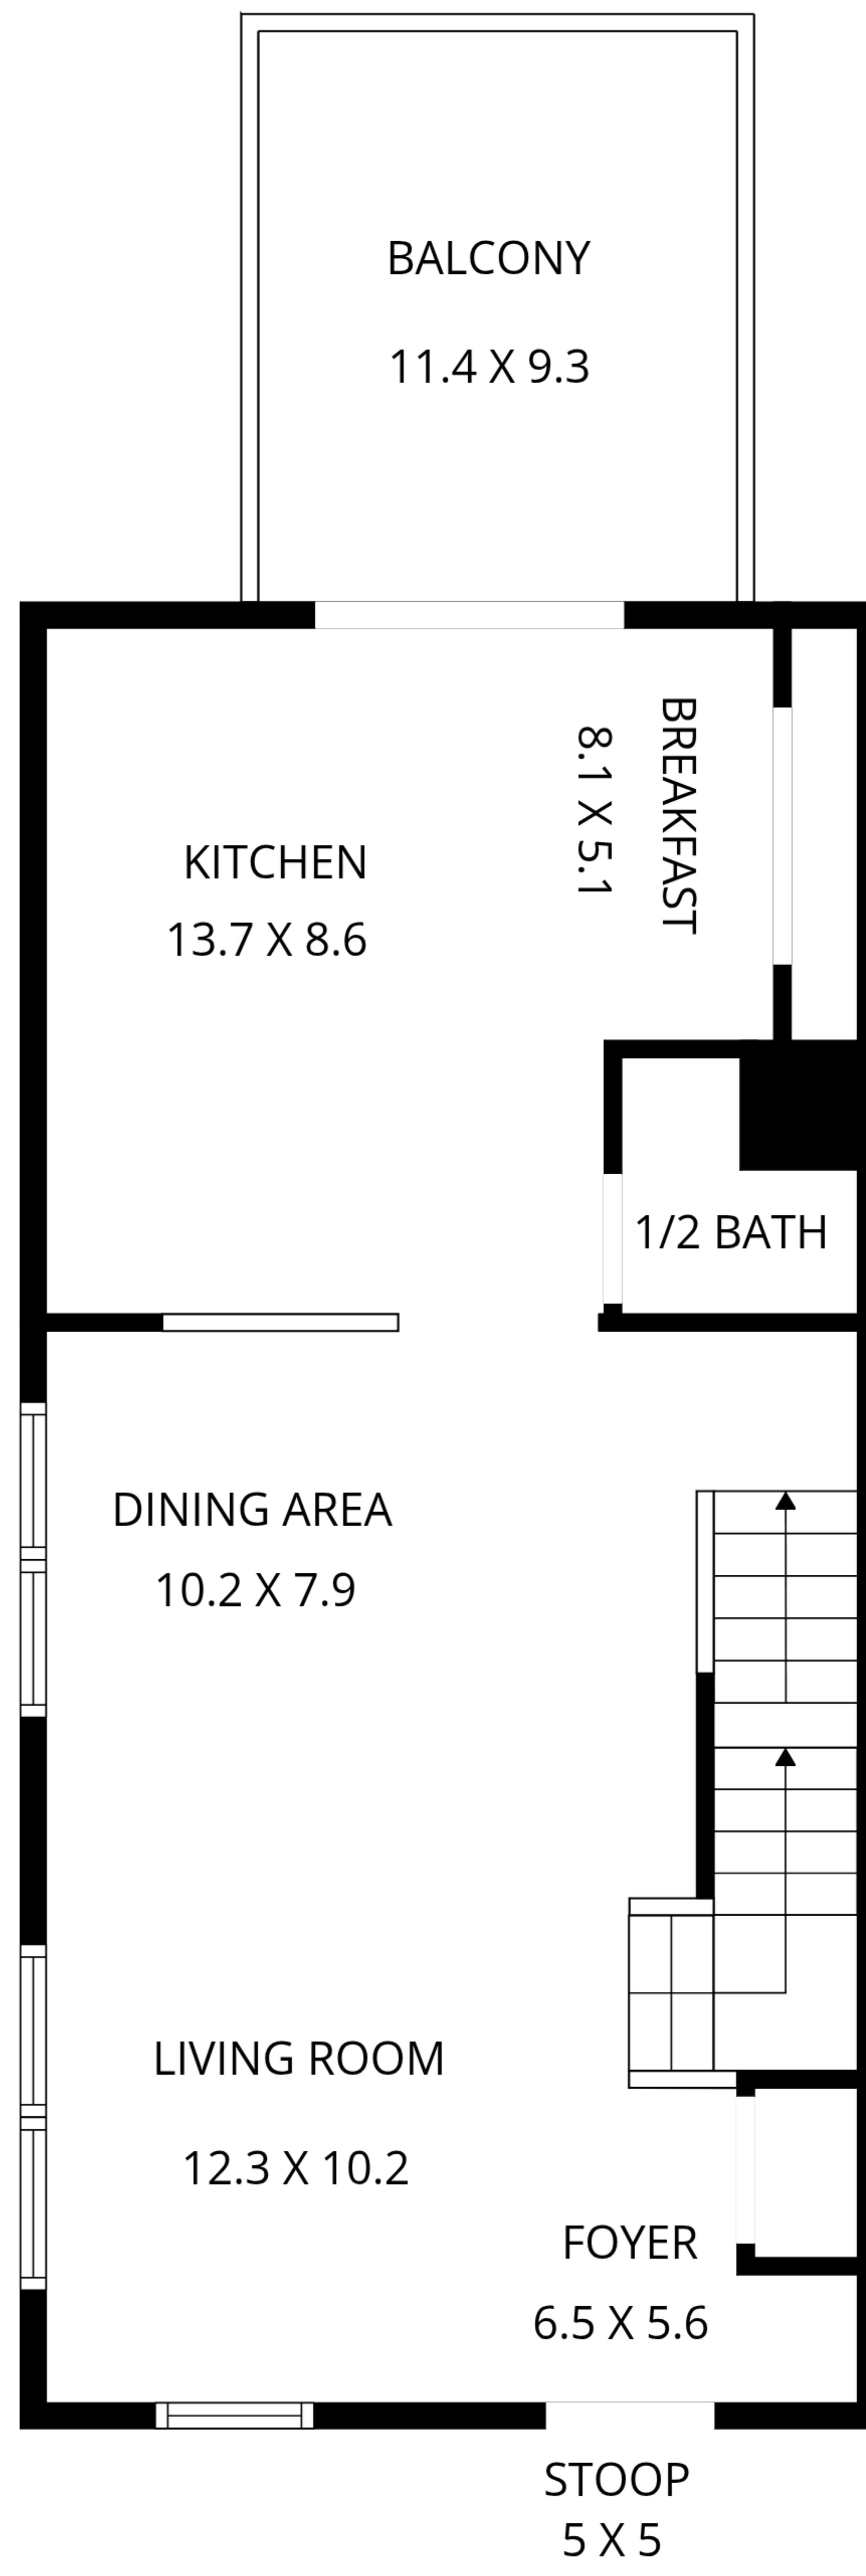 BALCONY
11.4 X 9.3
BREAKFAST
8.1 X 5.1
KITCHEN
13.7 X 8.6
1/2 BATH
DINING AREA
10.2 X 7.9
LIVING ROOM
12.3 X 10.2
FOYER
6.5 X 5.6
STOOP
5 X 5